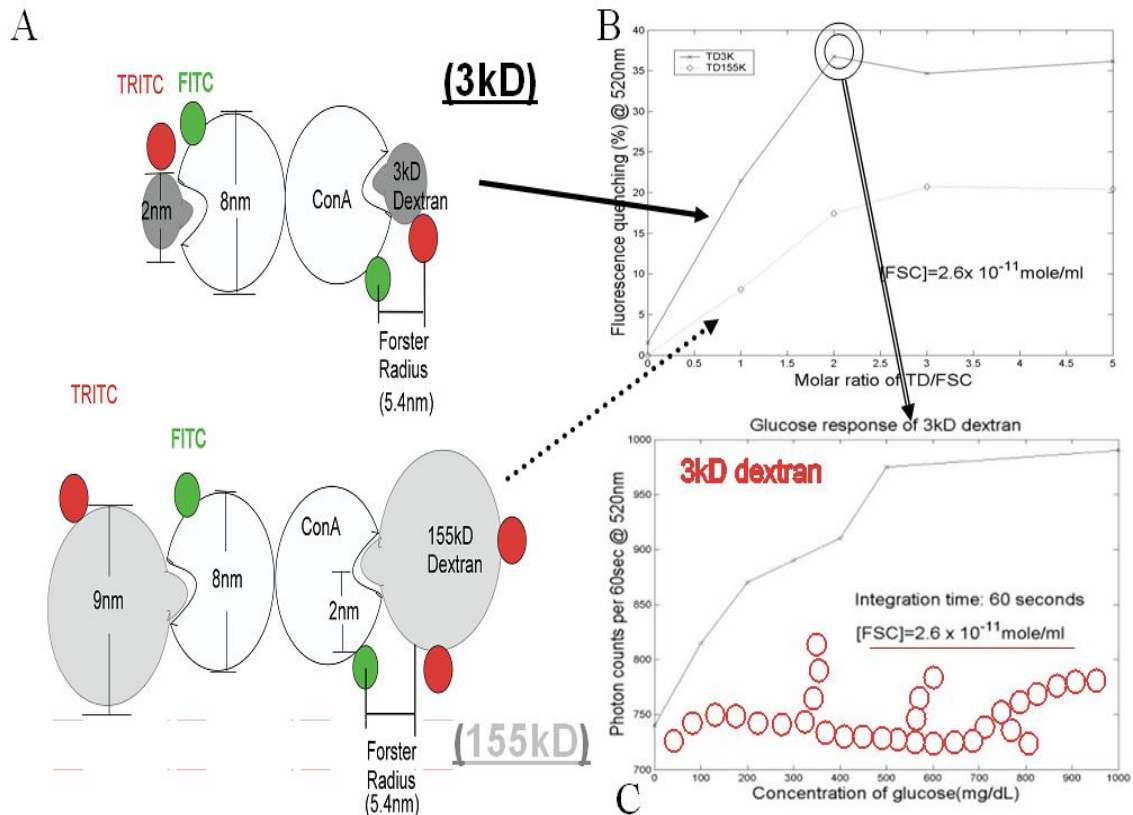 A
(3kD)
TRITC
FITC
2nm
8nm
ConA
3kD
Dextran
Forster
Radius
(5.4nm)
TRITC
FITC
9nm
8nm
ConA
2nm
155kD
Dextran
Forster
Radius
(5.4nm)
(155kD)
B
TD3K
TD155K
Fluorescence quenching (%) @ 520nm
40
35
30
25
20
15
10
5
0
[FSC]=2.6x 10⁻¹¹mole/ml
0 0.5 1 1.5 2 2.5 3 3.5 4 4.5 5
Molar ratio of TD/FSC
Glucose response of 3kD dextran
3kD dextran
Photon counts per 60sec @ 520nm
1000
950
900
850
800
750
700
Integration time: 60 seconds
[FSC]=2.6 x 10⁻¹¹mole/ml
0 100 200 300 400 500 600 700 800 900 1000
C
Concentration of glucose(mg/dL)